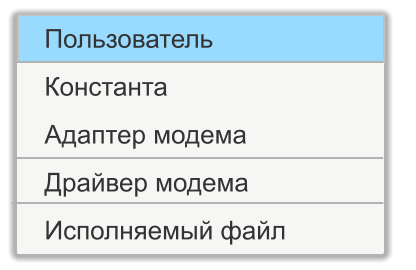 Пользователь
Константа
Адаптер модема
Драйвер модема
Исполняемый файл